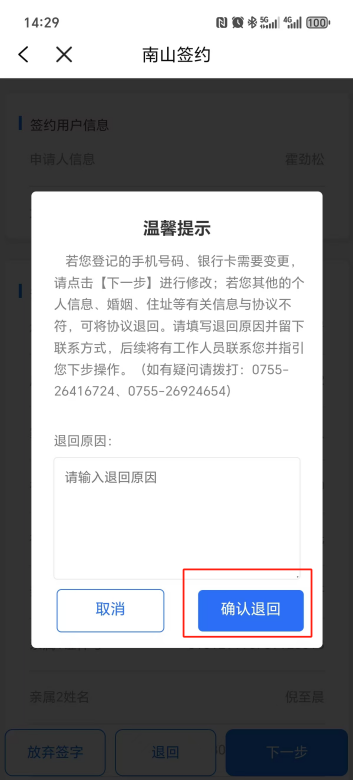 14:29
5G 4G 100
南山签约
签约用户信息
申请人信息 霍劲松
温馨提示
若您登记的手机号码、银行卡需要变更，
请点击【下一步】进行修改；若您其他的个
人信息、婚姻、住址等有关信息与协议不
符，可将协议退回。请填写退回原因并留下
联系方式，后续将有工作人员联系您并指引
您下步操作。（如有疑问请拨打：0755-
26416724、0755-26924654）
退回原因：
请输入退回原因
取消 确认退回
亲属2姓名 倪至晨
放弃签字 退回 下一步